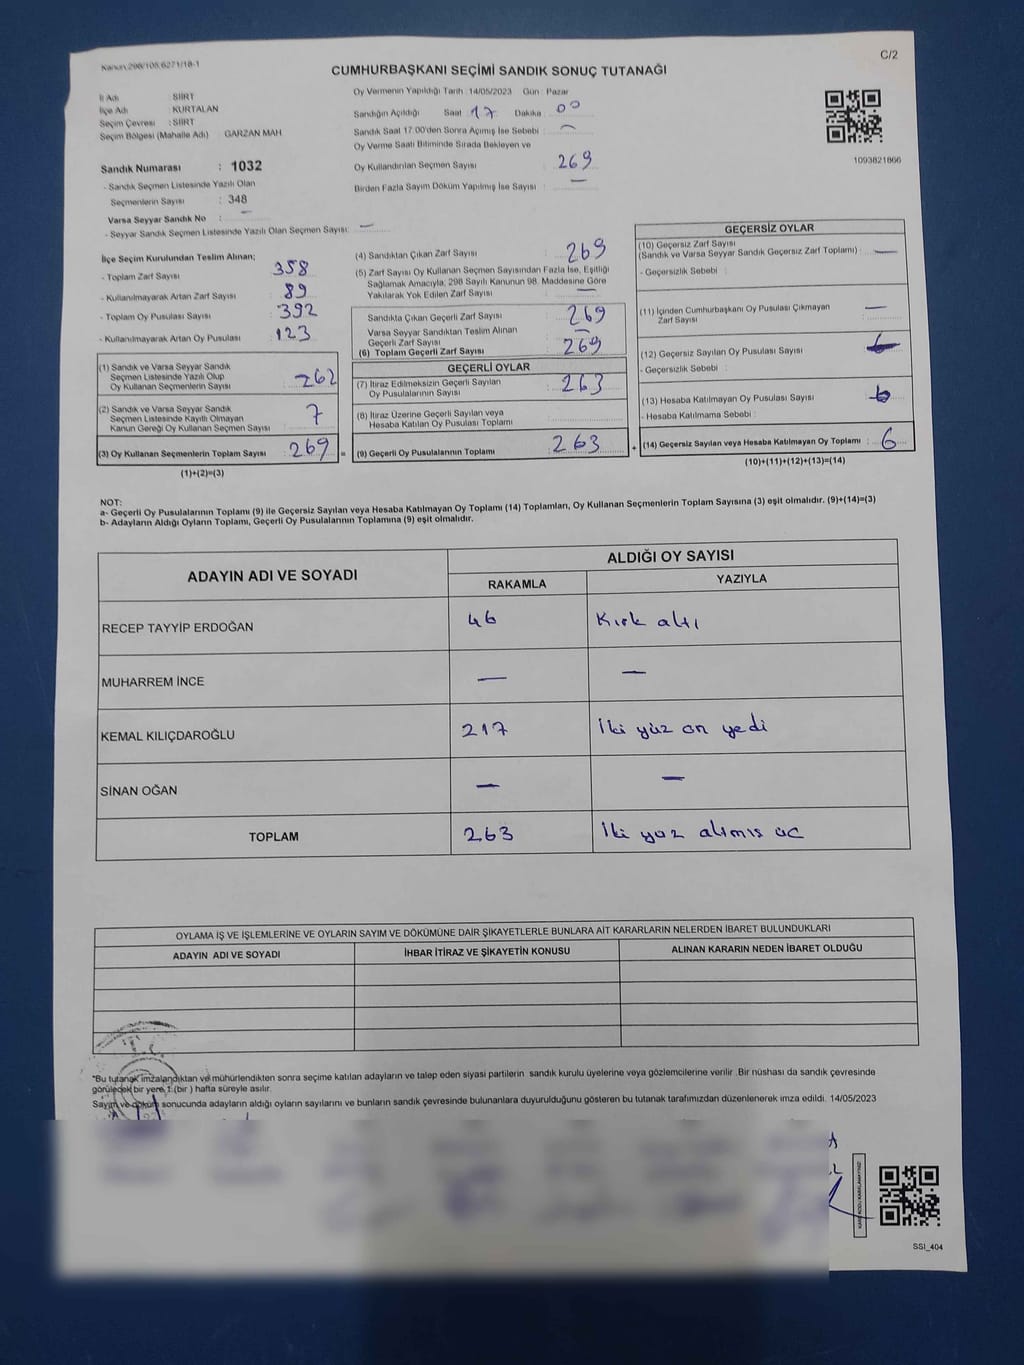 Kanun:298/108.6271/18-1
C/2
CUMHURBAŞKANI SEÇİMİ SANDIK SONUÇ TUTANAĞI
İl Adı : SİİRT
İlçe Adı : KURTALAN
Seçim Çevresi : SİİRT
Seçim Bölgesi (Mahalle Adı) : GARZAN MAH
Sandık Numarası : 1032
- Sandık Seçmen Listesinde Yazılı Olan
Seçmenlerin Sayısı : 348
Varsa Seyyar Sandık No : —
- Seyyar Sandık Seçmen Listesinde Yazılı Olan Seçmen Sayısı: —
Oy Vermenin Yapıldığı Tarih :14/05/2023 Gün : Pazar
Sandığın Açıldığı Saat 17 Dakika 00
Sandık Saat 17.00'den Sonra Açımış İse Sebebi : —
Oy Verme Saati Bitiminde Sırada Bekleyen ve
Oy Kullandırılan Seçmen Sayısı : 269
Birden Fazla Sayım Döküm Yapılmış İse Sayısı : —
1093821866
İlçe Seçim Kurulundan Teslim Alınan;
- Toplam Zarf Sayısı : 358
- Kullanılmayarak Artan Zarf Sayısı : 89
- Toplam Oy Pusulası Sayısı : 392
- Kullanılmayarak Artan Oy Pusulası : 123
(1) Sandık ve Varsa Seyyar Sandık
Seçmen Listesinde Yazılı Olup
Oy Kullanan Seçmenlerin Sayısı : 262
(2) Sandık ve Varsa Seyyar Sandık
Seçmen Listesinde Kayıtlı Olmayan
Kanun Gereği Oy Kullanan Seçmen Sayısı : 7
(3) Oy Kullanan Seçmenlerin Toplam Sayısı : 269 =
(1)+(2)=(3)
(4) Sandıktan Çıkan Zarf Sayısı : 269
(5) Zarf Sayısı Oy Kullanan Seçmen Sayısından Fazla İse, Eşitliği
Sağlamak Amacıyla; 298 Sayılı Kanunun 98. Maddesine Göre
Yakılarak Yok Edilen Zarf Sayısı : —
Sandıkta Çıkan Geçerli Zarf Sayısı : 269
Varsa Seyyar Sandıktan Teslim Alınan
Geçerli Zarf Sayısı : —
(6) Toplam Geçerli Zarf Sayısı : 269
GEÇERLİ OYLAR
(7) İtiraz Edilmeksizin Geçerli Sayılan
Oy Pusulalarının Sayısı : 263
(8) İtiraz Üzerine Geçerli Sayılan veya
Hesaba Katılan Oy Pusulası Toplamı :
(9) Geçerli Oy Pusulalarının Toplamı : 263 +
GEÇERSİZ OYLAR
(10) Geçersiz Zarf Sayısı
(Sandık ve Varsa Seyyar Sandık Geçersiz Zarf Toplamı) : —
- Geçersizlik Sebebi :
(11) İçinden Cumhurbaşkanı Oy Pusulası Çıkmayan
Zarf Sayısı : —
(12) Geçersiz Sayılan Oy Pusulası Sayısı :
- Geçersizlik Sebebi :
(13) Hesaba Katılmayan Oy Pusulası Sayısı : 6
- Hesaba Katılmama Sebebi :
(14) Geçersiz Sayılan veya Hesaba Katılmayan Oy Toplamı : 6
(10)+(11)+(12)+(13)=(14)
NOT:
a- Geçerli Oy Pusulalarının Toplamı (9) ile Geçersiz Sayılan veya Hesaba Katılmayan Oy Toplamı (14) Toplamları, Oy Kullanan Seçmenlerin Toplam Sayısına (3) eşit olmalıdır. (9)+(14)=(3)
b- Adayların Aldığı Oyların Toplamı, Geçerli Oy Pusulalarının Toplamına (9) eşit olmalıdır.
ADAYIN ADI VE SOYADI
ALDIĞI OY SAYISI
RAKAMLA YAZIYLA
RECEP TAYYİP ERDOĞAN 46 Kırk altı
MUHARREM İNCE — —
KEMAL KILIÇDAROĞLU 217 İki yüz on yedi
SİNAN OĞAN — —
TOPLAM 263 İki yüz altmıs üc
OYLAMA İŞ VE İŞLEMLERİNE VE OYLARIN SAYIM VE DÖKÜMÜNE DAİR ŞİKAYETLERLE BUNLARA AİT KARARLARIN NELERDEN İBARET BULUNDUKLARI
ADAYIN ADI VE SOYADI İHBAR İTİRAZ VE ŞİKAYETİN KONUSU ALINAN KARARIN NEDEN İBARET OLDUĞU
T.C.
"Bu tutanak imzalandıktan ve mühürlendikten sonra seçime katılan adayların ve talep eden siyasi partilerin sandık kurulu üyelerine veya gözlemcilerine verilir. Bir nüshası da sandık çevresinde
görülecek bir yere 1 (bir ) hafta süreyle asılır.
Sayım ve döküm sonucunda adayların aldığı oyların sayılarını ve bunların sandık çevresinde bulunanlara duyurulduğunu gösteren bu tutanak tarafımızdan düzenlenerek imza edildi. 14/05/2023
SSI_404